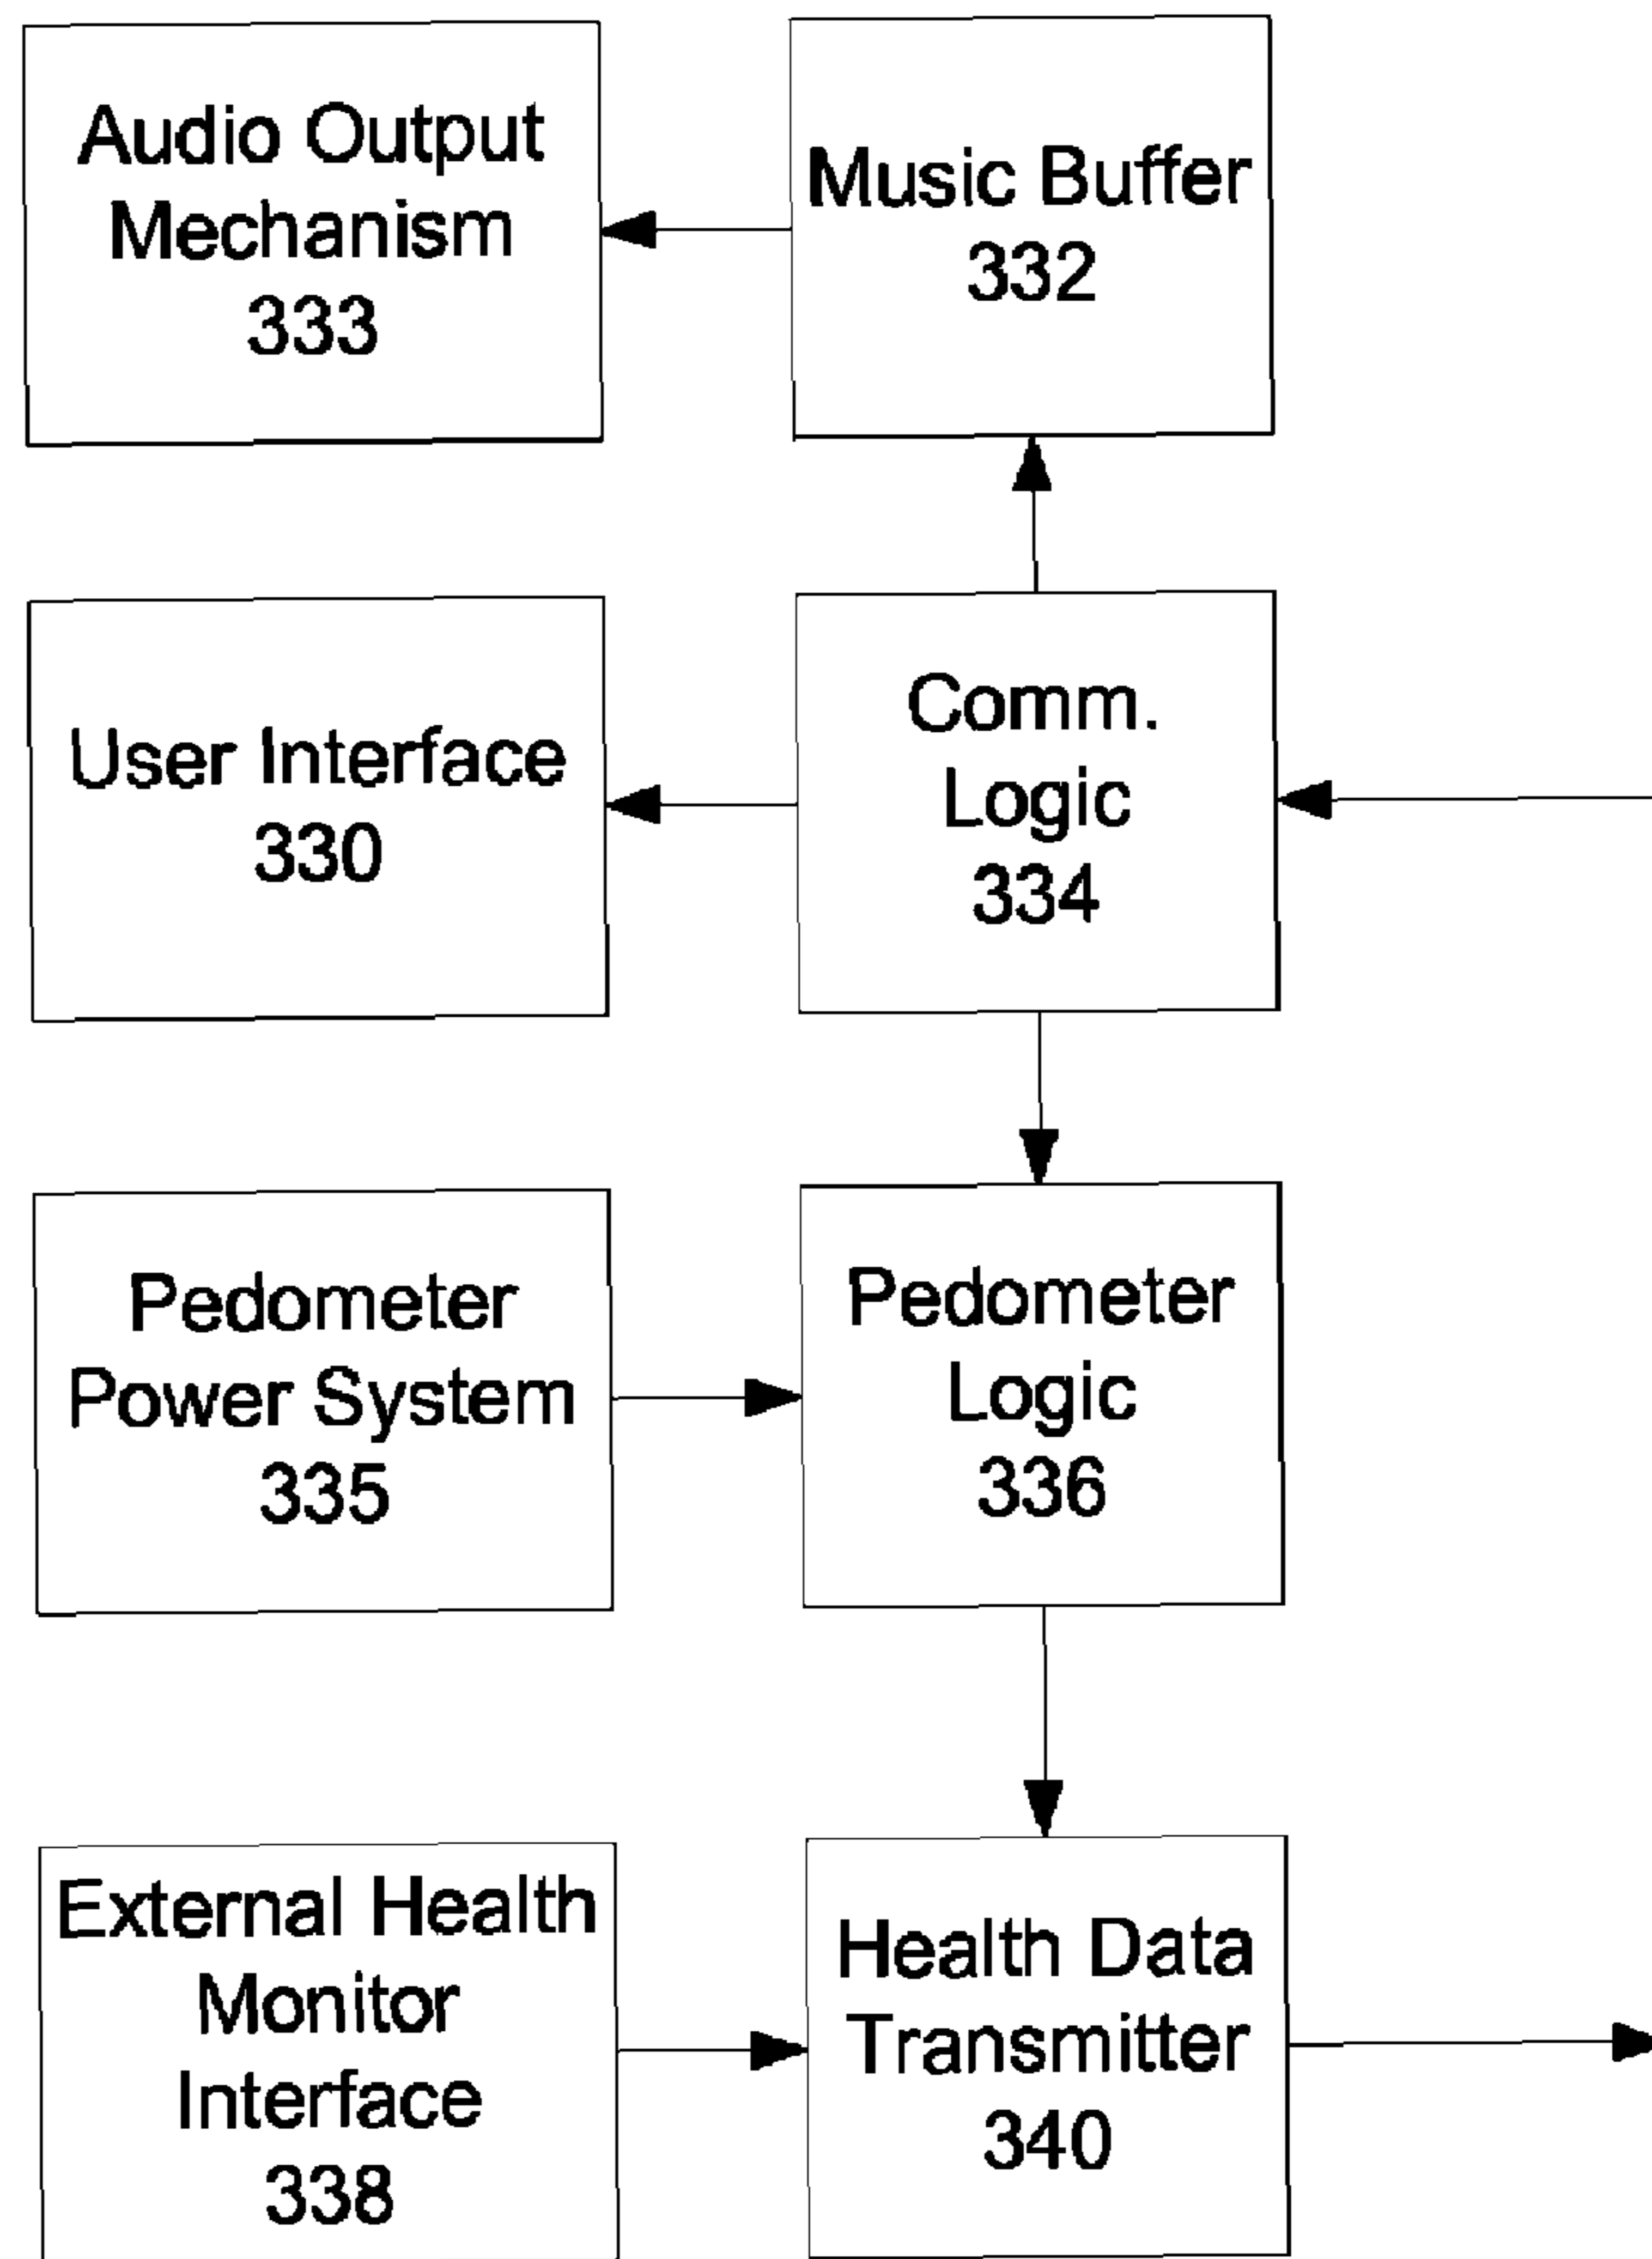 Audio Output
Mechanism
333
Music Buffer
332
User Interface
330
Comm.
Logic
334
Pedometer
Power System
335
Pedometer
Logic
336
External Health
Monitor
Interface
338
Health Data
Transmitter
340